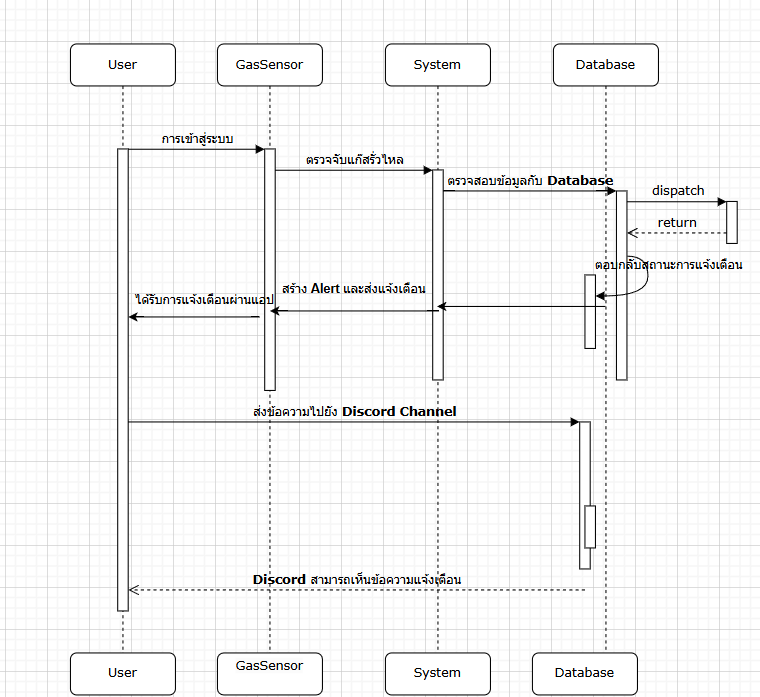 User
GasSensor
System
Database
การเข้าสู่ระบบ
ตรวจจับแก๊สรั่วไหล
ตรวจสอบข้อมูลกับ Database
dispatch
return
ตอบกลับสถานะการแจ้งเตือน
สร้าง Alert และส่งแจ้งเตือน
ได้รับการแจ้งเตือนผ่านแอป
ส่งข้อความไปยัง Discord Channel
Discord สามารถเห็นข้อความแจ้งเตือน
User
GasSensor
System
Database